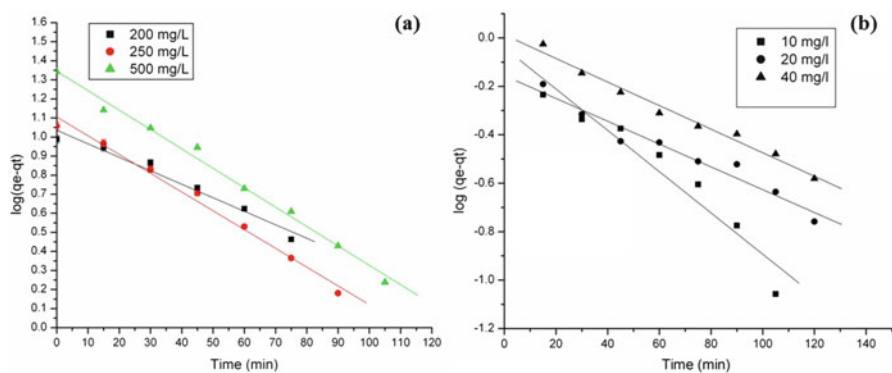 (a)
200 mg/L
250 mg/L
500 mg/L
log(qe-qt)
1.6
1.5
1.4
1.3
1.2
1.1
1.0
0.9
0.8
0.7
0.6
0.5
0.4
0.3
0.2
0.1
0.0
0 10 20 30 40 50 60 70 80 90 100 110 120
Time (min)
(b)
10 mg/l
20 mg/l
40 mg/l
log (qe-qt)
0.0
-0.2
-0.4
-0.6
-0.8
-1.0
-1.2
0 20 40 60 80 100 120 140
Time (min)